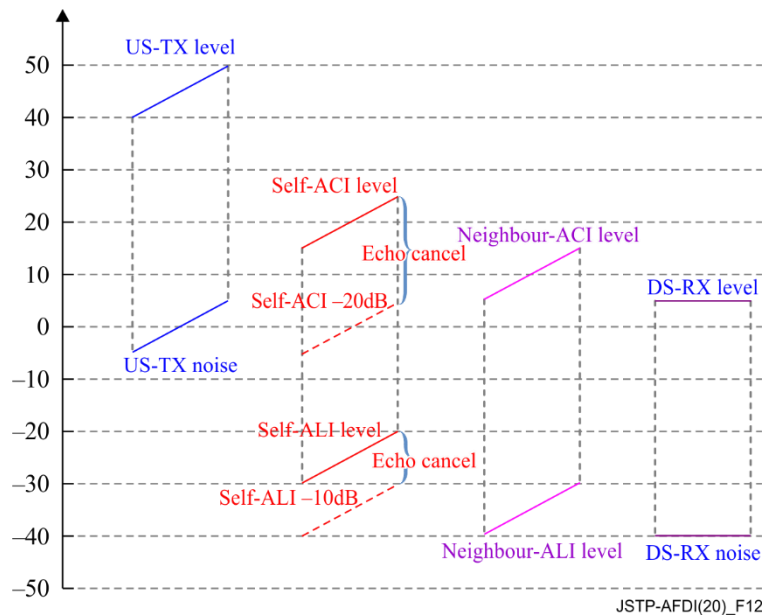 US-TX level
50
40
30
Self-ACI level
20
Neighbour-ACI level
Echo cancel
10
Self-ACI –20dB
DS-RX level
0
US-TX noise
–10
–20
Self-ALI level
Echo cancel
–30
Self-ALI –10dB
–40
Neighbour-ALI level
DS-RX noise
–50
JSTP-AFDI(20)_F12